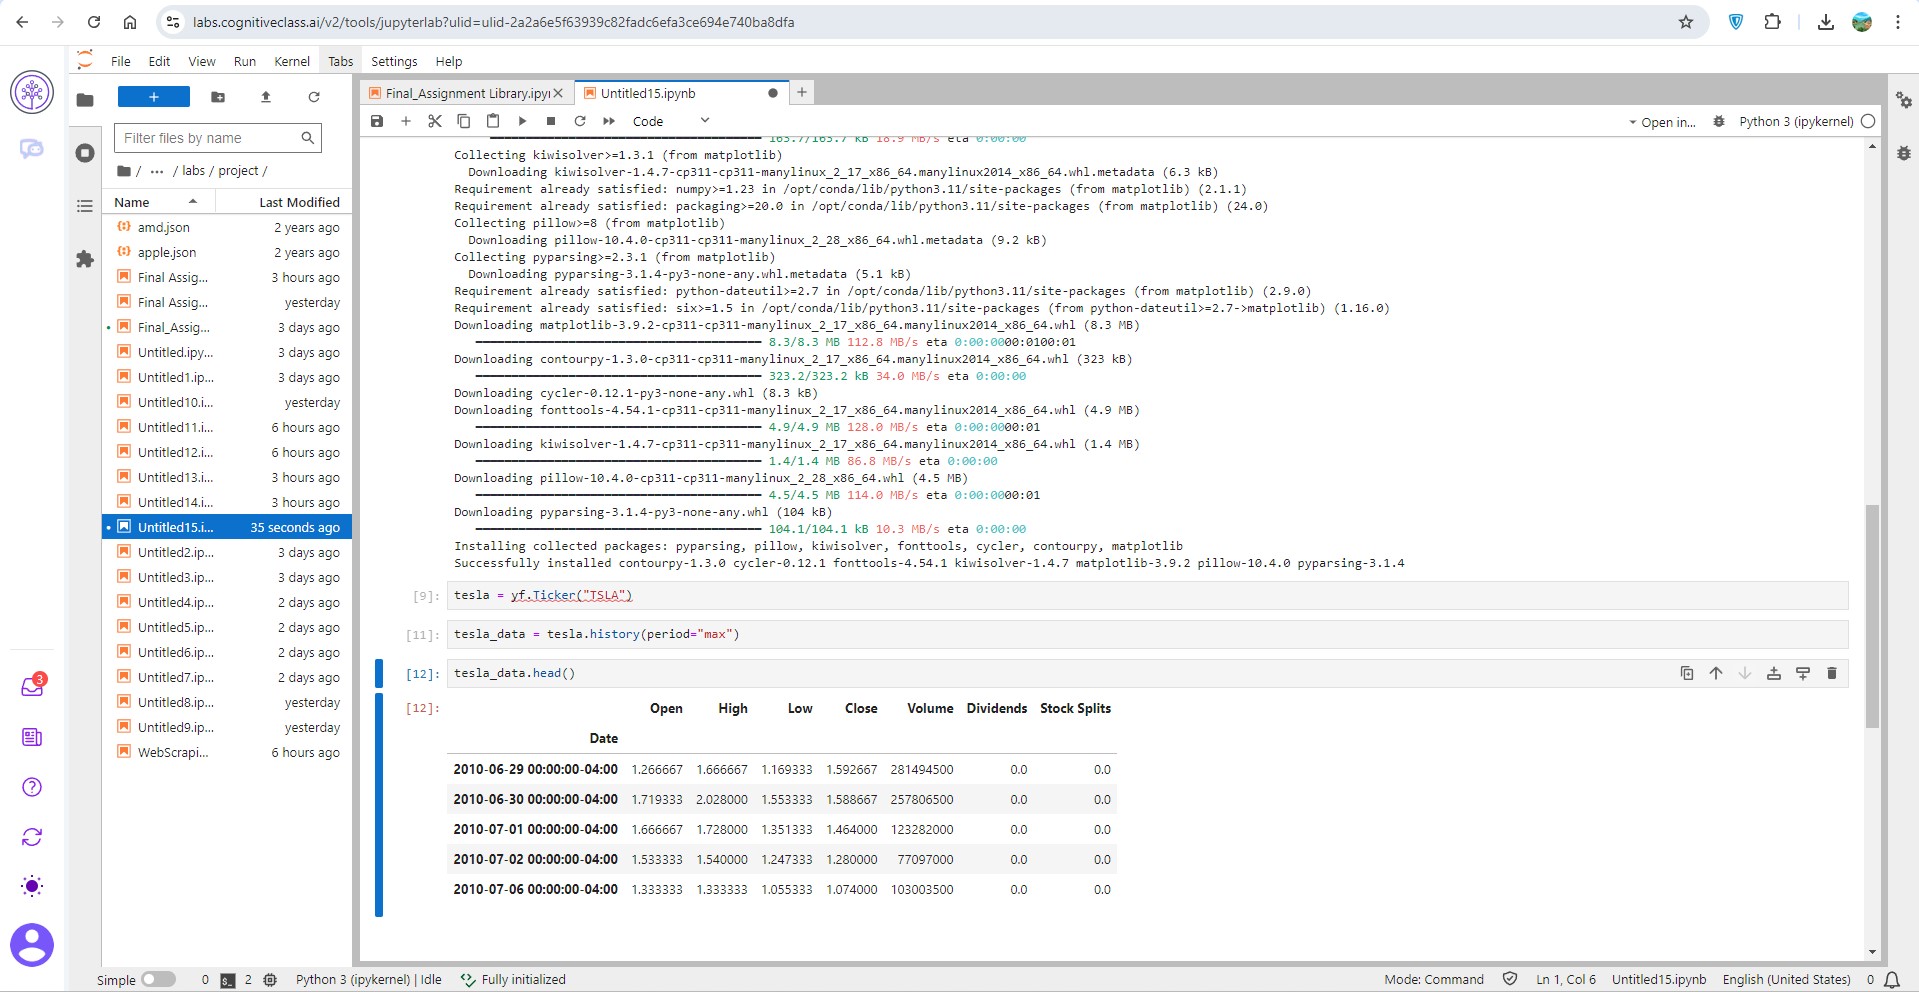 labs.cognitiveclass.ai/v2/tools/jupyterlab?ulid=ulid-2a2a6e5f63939c82fadc6efa3ce694e740ba8dfa
File Edit View Run Kernel Tabs Settings Help
+
Filter files by name
/ ... / labs / project /
Name Last Modified
amd.json 2 years ago
apple.json 2 years ago
Final Assig... 3 hours ago
Final Assig... yesterday
Final_Assig... 3 days ago
Untitled.ipy... 3 days ago
Untitled1.ip... 3 days ago
Untitled10.i... yesterday
Untitled11.i... 6 hours ago
Untitled12.i... 6 hours ago
Untitled13.i... 3 hours ago
Untitled14.i... 3 hours ago
Untitled15.i... 35 seconds ago
Untitled2.ip... 3 days ago
Untitled3.ip... 3 days ago
Untitled4.ip... 2 days ago
Untitled5.ip... 2 days ago
Untitled6.ip... 2 days ago
Untitled7.ip... 2 days ago
Untitled8.ip... yesterday
Untitled9.ip... yesterday
WebScrapi... 6 hours ago
3
Final_Assignment Library.ipyn Untitled15.ipynb
Code Open in... Python 3 (ipykernel)
163.7/163.7 kB 18.9 MB/s eta 0:00:00
Collecting kiwisolver>=1.3.1 (from matplotlib)
Downloading kiwisolver-1.4.7-cp311-cp311-manylinux_2_17_x86_64.manylinux2014_x86_64.whl.metadata (6.3 kB)
Requirement already satisfied: numpy>=1.23 in /opt/conda/lib/python3.11/site-packages (from matplotlib) (2.1.1)
Requirement already satisfied: packaging>=20.0 in /opt/conda/lib/python3.11/site-packages (from matplotlib) (24.0)
Collecting pillow>=8 (from matplotlib)
Downloading pillow-10.4.0-cp311-cp311-manylinux_2_28_x86_64.whl.metadata (9.2 kB)
Collecting pyparsing>=2.3.1 (from matplotlib)
Downloading pyparsing-3.1.4-py3-none-any.whl.metadata (5.1 kB)
Requirement already satisfied: python-dateutil>=2.7 in /opt/conda/lib/python3.11/site-packages (from matplotlib) (2.9.0)
Requirement already satisfied: six>=1.5 in /opt/conda/lib/python3.11/site-packages (from python-dateutil>=2.7->matplotlib) (1.16.0)
Downloading matplotlib-3.9.2-cp311-cp311-manylinux_2_17_x86_64.manylinux2014_x86_64.whl (8.3 MB)
8.3/8.3 MB 112.8 MB/s eta 0:00:0000:0100:01
Downloading contourpy-1.3.0-cp311-cp311-manylinux_2_17_x86_64.manylinux2014_x86_64.whl (323 kB)
323.2/323.2 kB 34.0 MB/s eta 0:00:00
Downloading cycler-0.12.1-py3-none-any.whl (8.3 kB)
Downloading fonttools-4.54.1-cp311-cp311-manylinux_2_17_x86_64.manylinux2014_x86_64.whl (4.9 MB)
4.9/4.9 MB 128.0 MB/s eta 0:00:0000:01
Downloading kiwisolver-1.4.7-cp311-cp311-manylinux_2_17_x86_64.manylinux2014_x86_64.whl (1.4 MB)
1.4/1.4 MB 86.8 MB/s eta 0:00:00
Downloading pillow-10.4.0-cp311-cp311-manylinux_2_28_x86_64.whl (4.5 MB)
4.5/4.5 MB 114.0 MB/s eta 0:00:0000:01
Downloading pyparsing-3.1.4-py3-none-any.whl (104 kB)
104.1/104.1 kB 10.3 MB/s eta 0:00:00
Installing collected packages: pyparsing, pillow, kiwisolver, fonttools, cycler, contourpy, matplotlib
Successfully installed contourpy-1.3.0 cycler-0.12.1 fonttools-4.54.1 kiwisolver-1.4.7 matplotlib-3.9.2 pillow-10.4.0 pyparsing-3.1.4
[9]: tesla = yf.Ticker("TSLA")
[11]: tesla_data = tesla.history(period="max")
[12]: tesla_data.head()
[12]: Open High Low Close Volume Dividends Stock Splits
Date
2010-06-29 00:00:00-04:00 1.266667 1.666667 1.169333 1.592667 281494500 0.0 0.0
2010-06-30 00:00:00-04:00 1.719333 2.028000 1.553333 1.588667 257806500 0.0 0.0
2010-07-01 00:00:00-04:00 1.666667 1.728000 1.351333 1.464000 123282000 0.0 0.0
2010-07-02 00:00:00-04:00 1.533333 1.540000 1.247333 1.280000 77097000 0.0 0.0
2010-07-06 00:00:00-04:00 1.333333 1.333333 1.055333 1.074000 103003500 0.0 0.0
Simple 0 2 Python 3 (ipykernel) | Idle Fully initialized Mode: Command Ln 1, Col 6 Untitled15.ipynb English (United States) 0